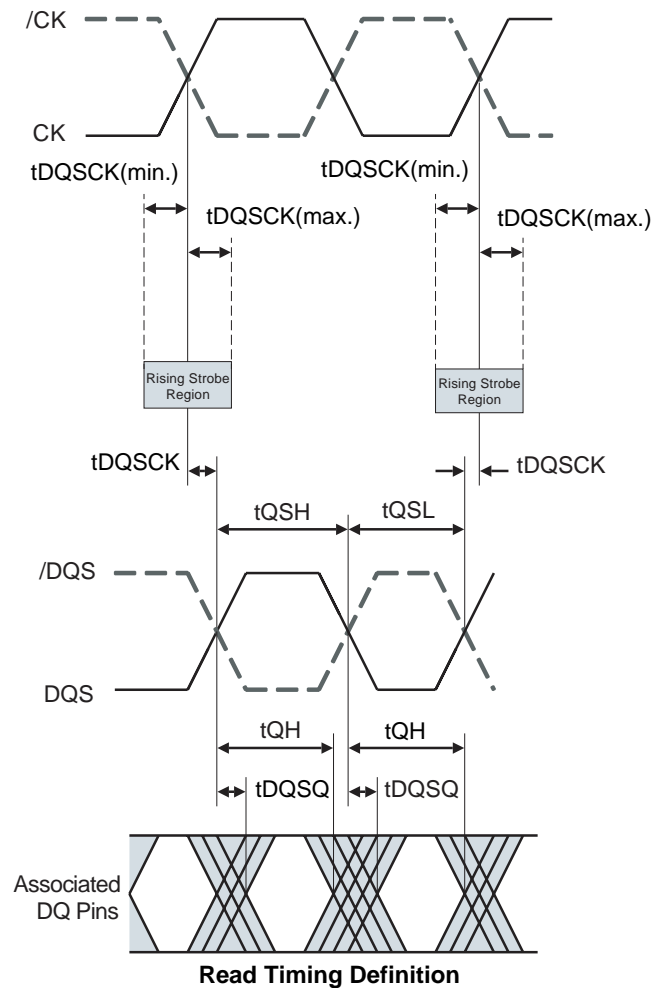 /CK
CK
tDQSCK(min.)
tDQSCK(min.)
tDQSCK(max.)
tDQSCK(max.)
Rising Strobe
Region
Rising Strobe
Region
tDQSCK
tDQSCK
tQSH
tQSL
/DQS
DQS
tQH
tQH
tDQSQ
tDQSQ
Associated
DQ Pins
Read Timing Definition